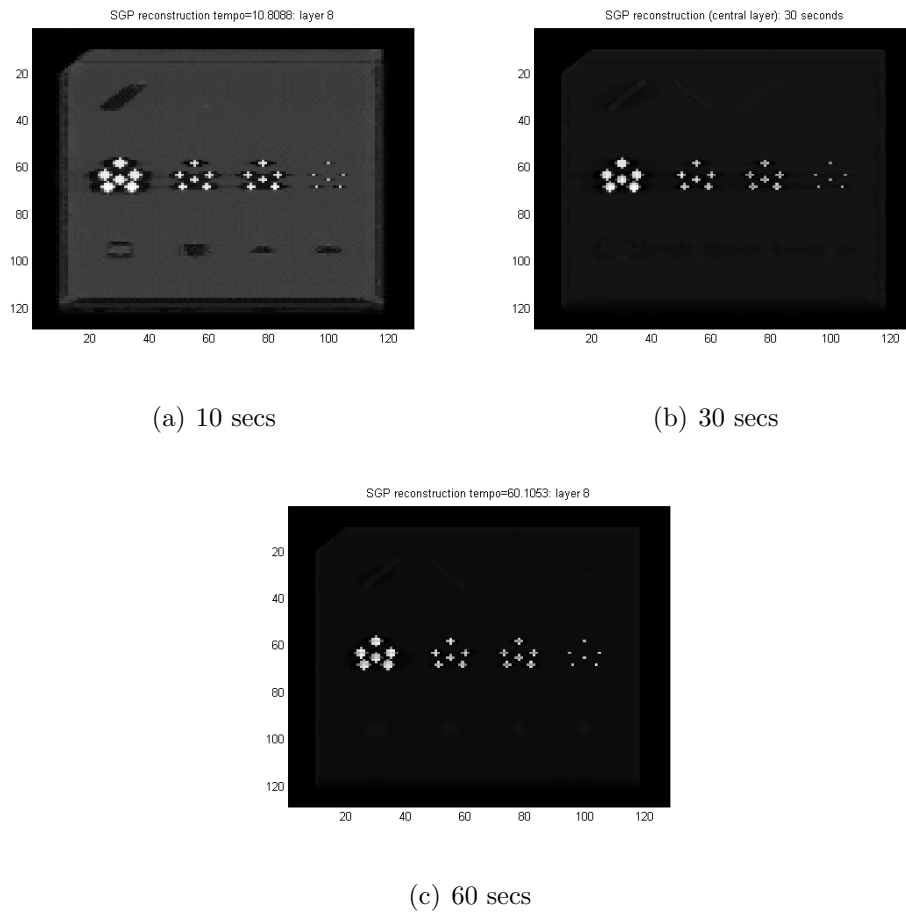 SGP reconstruction tempo=10.8088: layer 8
20
40
60
80
100
120
20 40 60 80 100 120
(a) 10 secs
SGP reconstruction (central layer): 30 seconds
20
40
60
80
100
120
20 40 60 80 100 120
(b) 30 secs
SGP reconstruction tempo=60.1053: layer 8
20
40
60
80
100
120
20 40 60 80 100 120
(c) 60 secs